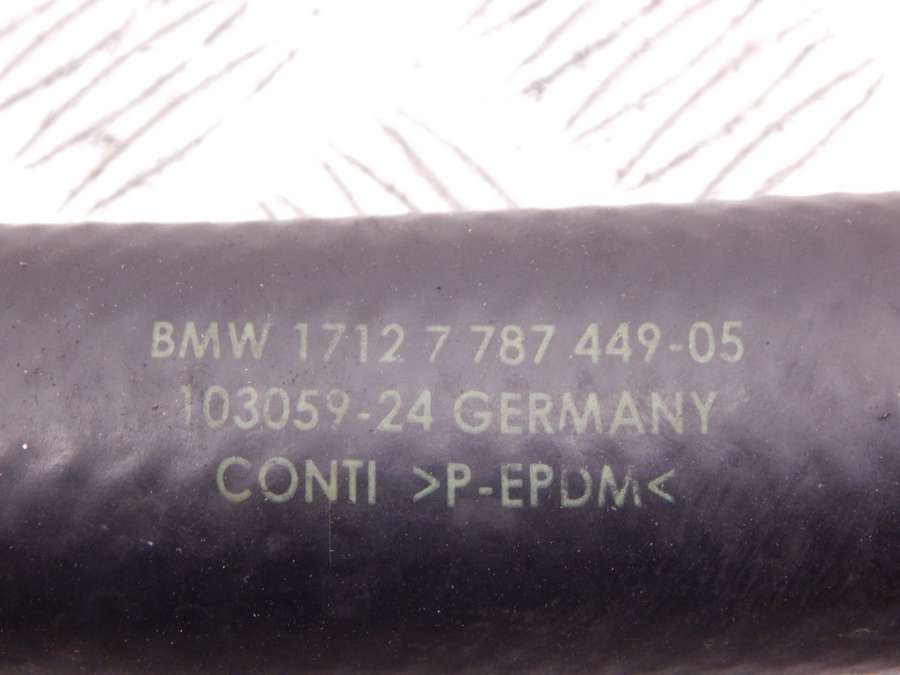 BMW 1712 7 787 449-05
103059-24 GERMANY
CONTI >P-EPDM<